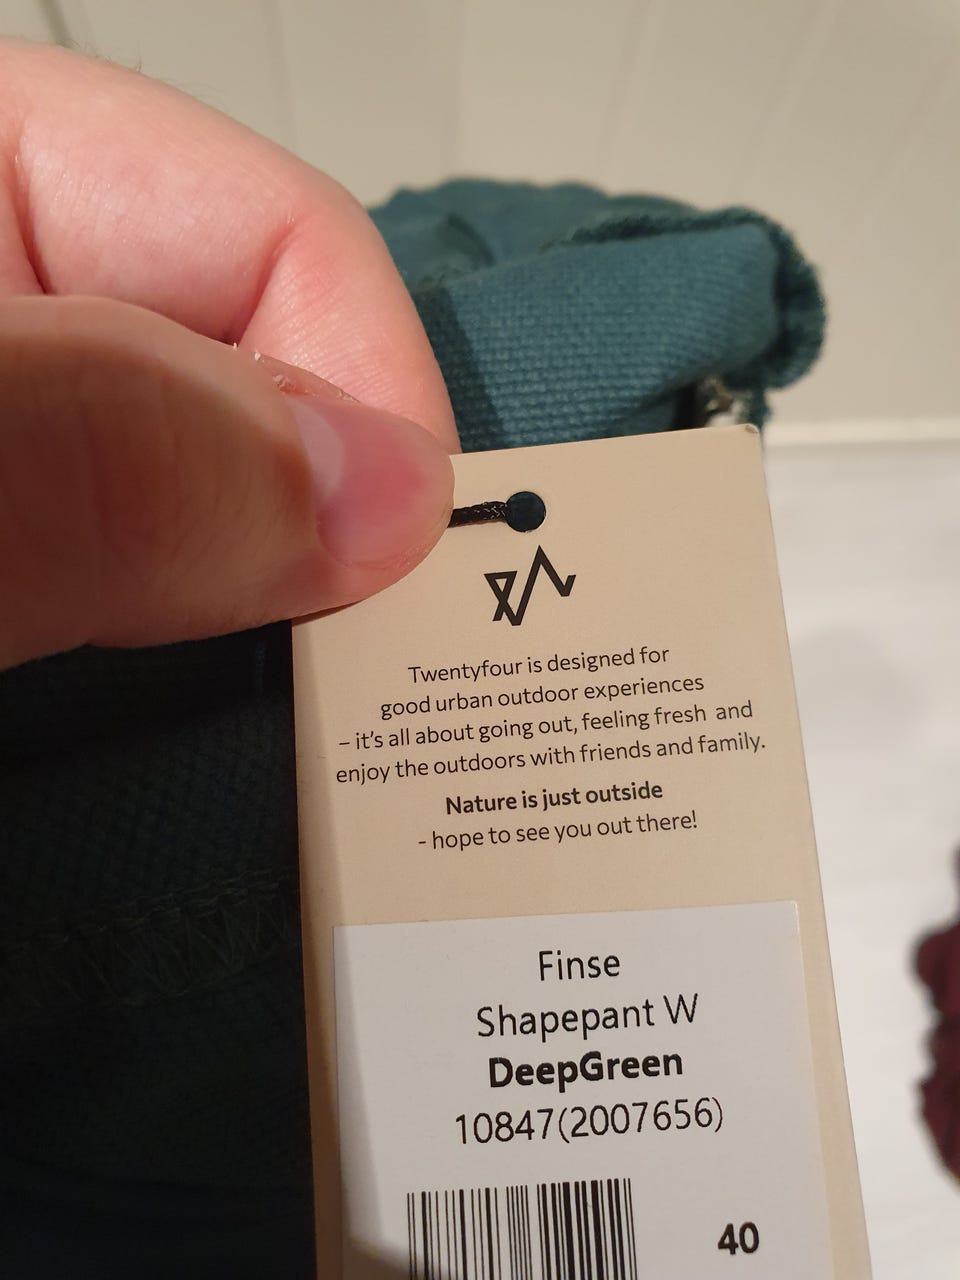 Twentyfour is designed for
good urban outdoor experiences
– it's all about going out, feeling fresh and
enjoy the outdoors with friends and family.
Nature is just outside
- hope to see you out there!
Finse
Shapepant W
DeepGreen
10847(2007656)
40